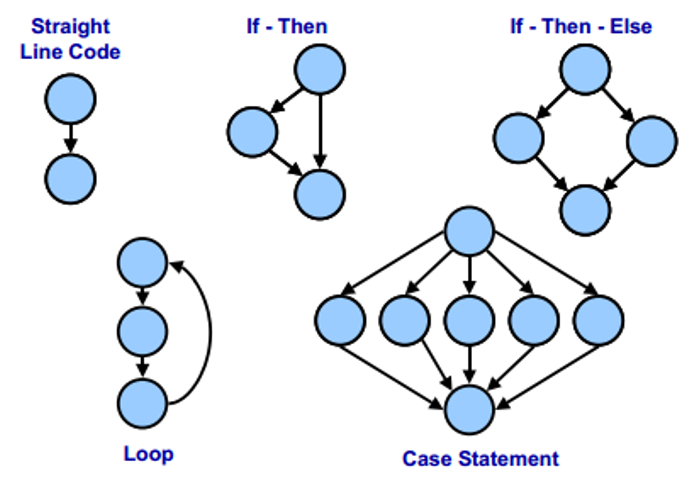 Straight
Line Code
If - Then
If - Then - Else
Loop
Case Statement